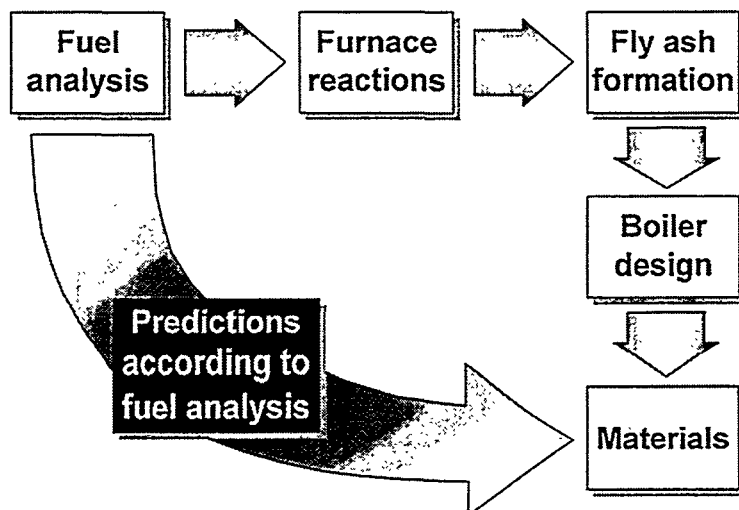 Fuel
analysis
Furnace
reactions
Fly ash
formation
Boiler
design
Predictions
according to
fuel analysis
Materials